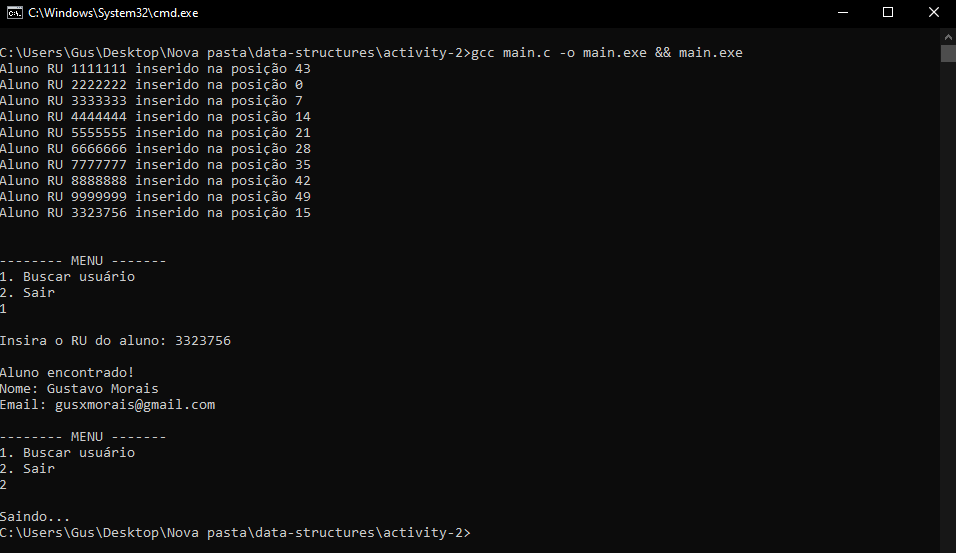 C:\Windows\System32\cmd.exe
C:\Users\Gus\Desktop\Nova pasta\data-structures\activity-2>gcc main.c -o main.exe && main.exe
Aluno RU 1111111 inserido na posição 43
Aluno RU 2222222 inserido na posição 0
Aluno RU 3333333 inserido na posição 7
Aluno RU 4444444 inserido na posição 14
Aluno RU 5555555 inserido na posição 21
Aluno RU 6666666 inserido na posição 28
Aluno RU 7777777 inserido na posição 35
Aluno RU 8888888 inserido na posição 42
Aluno RU 9999999 inserido na posição 49
Aluno RU 3323756 inserido na posição 15
-------- MENU -------
1. Buscar usuário
2. Sair
1
Insira o RU do aluno: 3323756
Aluno encontrado!
Nome: Gustavo Morais
Email: gusxmorais@gmail.com
-------- MENU -------
1. Buscar usuário
2. Sair
2
Saindo...
C:\Users\Gus\Desktop\Nova pasta\data-structures\activity-2>